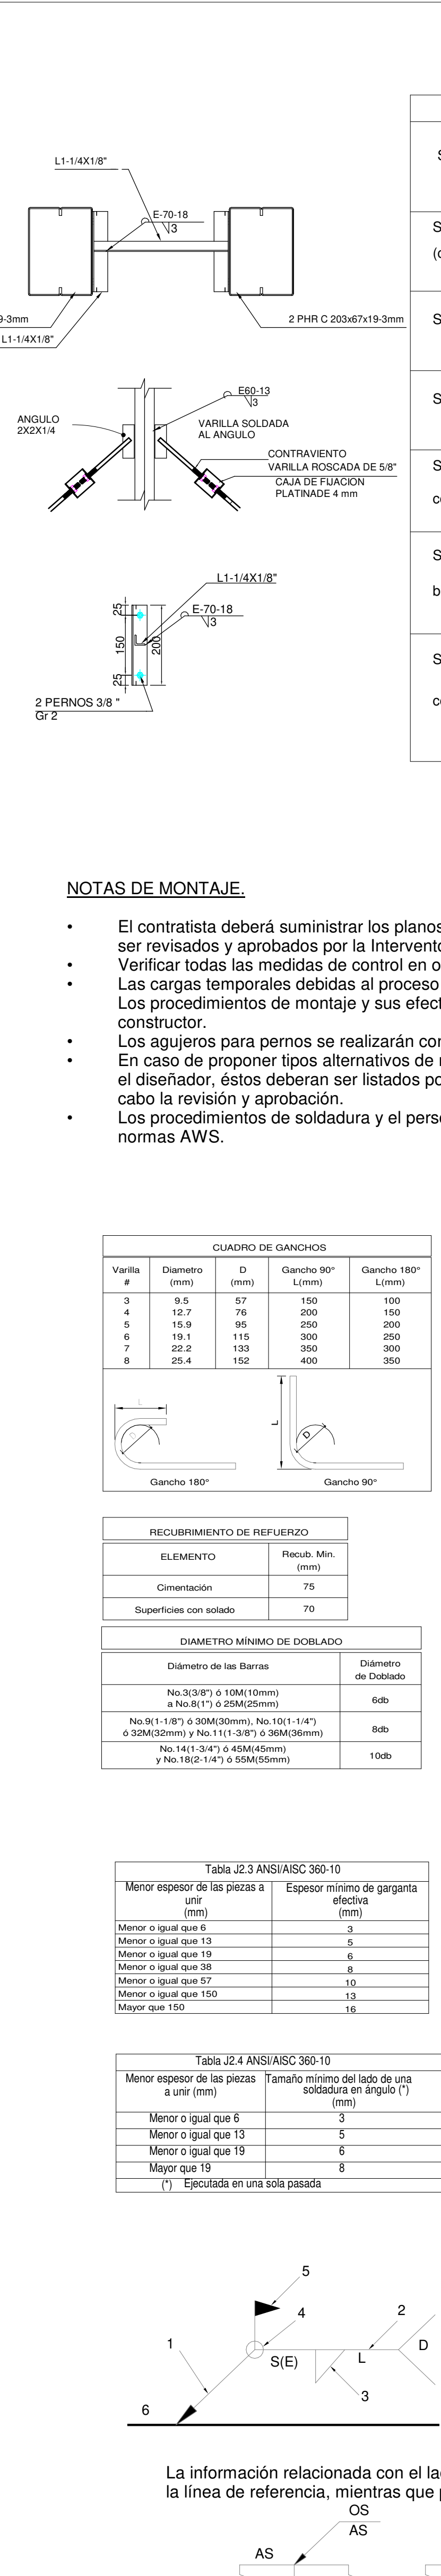 L1-1/4X1/8"
E-70-18
3
9-3mm
L1-1/4X1/8"
2 PHR C 203x67x19-3mm
E60-13
3
ANGULO
2X2X1/4
VARILLA SOLDADA
AL ANGULO
CONTRAVIENTO
VARILLA ROSCADA DE 5/8"
CAJA DE FIJACION
PLATINADE 4 mm
L1-1/4X1/8"
E-70-18
3
25
150
200
25
2 PERNOS 3/8 "
Gr 2
S
S
(
S
S
S
c
S
b
S
c
NOTAS DE MONTAJE.
• El contratista deberá suministrar los planos
ser revisados y aprobados por la Intervento
• Verificar todas las medidas de control en o
• Las cargas temporales debidas al proceso
Los procedimientos de montaje y sus efect
constructor.
• Los agujeros para pernos se realizarán con
• En caso de proponer tipos alternativos de
el diseñador, éstos deberan ser listados po
cabo la revisión y aprobación.
• Los procedimientos de soldadura y el pers
normas AWS.
CUADRO DE GANCHOS
Varilla # Diametro (mm) D (mm) Gancho 90° L(mm) Gancho 180° L(mm)
3 9.5 57 150 100
4 12.7 76 200 150
5 15.9 95 250 200
6 19.1 115 300 250
7 22.2 133 350 300
8 25.4 152 400 350
L
D
L
D
Gancho 180° Gancho 90°
RECUBRIMIENTO DE REFUERZO
ELEMENTO Recub. Min. (mm)
Cimentación 75
Superficies con solado 70
DIAMETRO MÍNIMO DE DOBLADO
Diámetro de las Barras Diámetro de Doblado
No.3(3/8") ó 10M(10mm)
a No.8(1") ó 25M(25mm) 6db
No.9(1-1/8") ó 30M(30mm), No.10(1-1/4")
ó 32M(32mm) y No.11(1-3/8") ó 36M(36mm) 8db
No.14(1-3/4") ó 45M(45mm)
y No.18(2-1/4") ó 55M(55mm) 10db
Tabla J2.3 ANSI/AISC 360-10
Menor espesor de las piezas a unir (mm) Espesor mínimo de garganta efectiva (mm)
Menor o igual que 6 3
Menor o igual que 13 5
Menor o igual que 19 6
Menor o igual que 38 8
Menor o igual que 57 10
Menor o igual que 150 13
Mayor que 150 16
Tabla J2.4 ANSI/AISC 360-10
Menor espesor de las piezas a unir (mm) Tamaño mínimo del lado de una soldadura en ángulo (*) (mm)
Menor o igual que 6 3
Menor o igual que 13 5
Menor o igual que 19 6
Mayor que 19 8
(*) Ejecutada en una sola pasada
5
4
2
1
S(E)
L
D
3
6
La información relacionada con el la
la línea de referencia, mientras que
OS
AS
AS